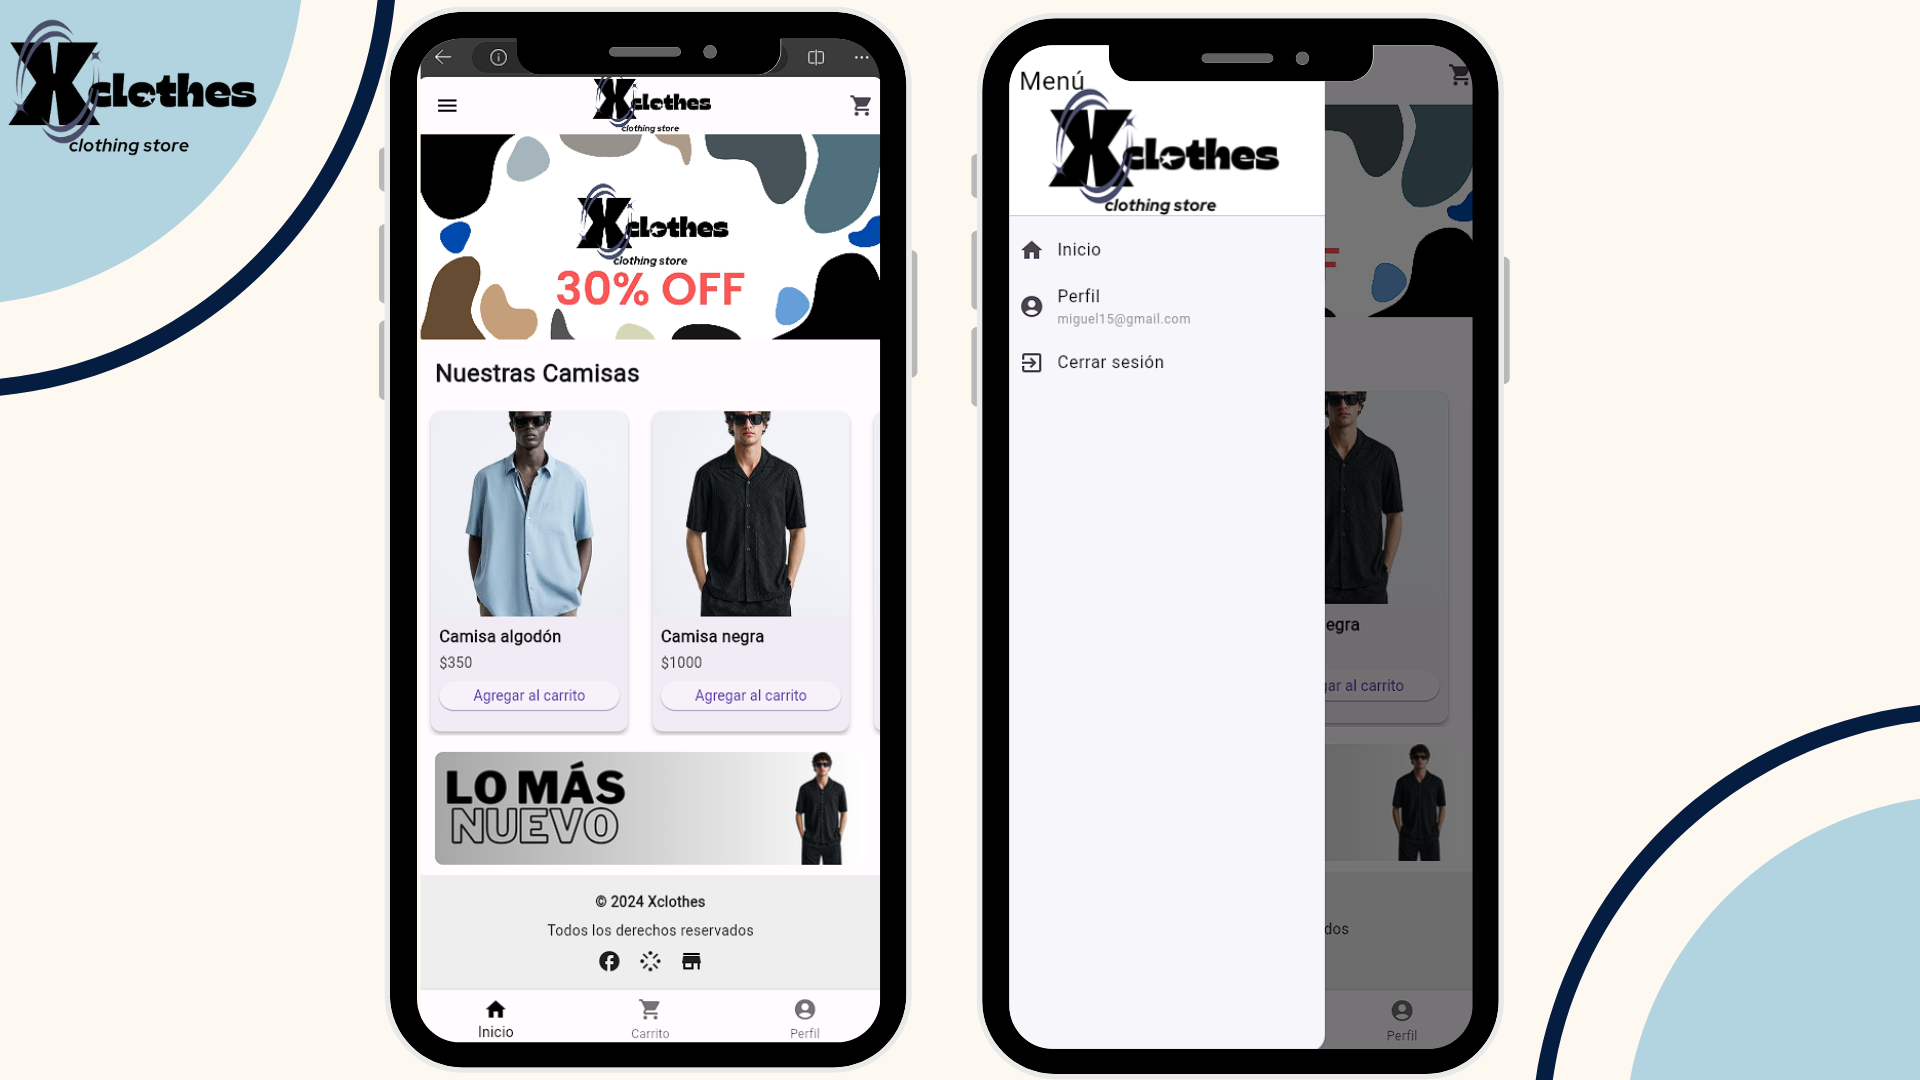 Xclothes
clothing store
Xclothes
clothing store
Xclothes
clothing store
30% OFF
Nuestras Camisas
Camisa algodón
$350
Agregar al carrito
Camisa negra
$1000
Agregar al carrito
LO MÁS
NUEVO
© 2024 Xclothes
Todos los derechos reservados
Inicio
Carrito
Perfil
Menú
Xclothes
clothing store
Inicio
Perfil
miguel15@gmail.com
Cerrar sesión
F
egra
gar al carrito
dos
Perfil